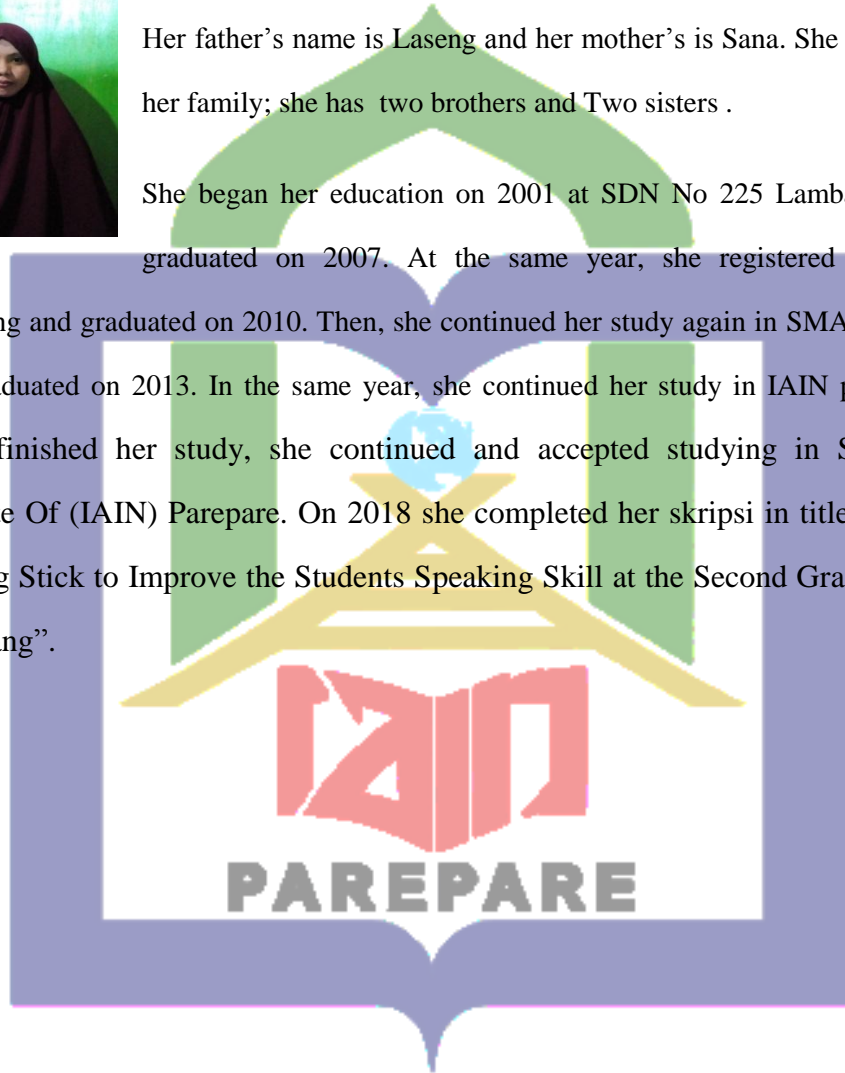 Her father’s name is Laseng and her mother’s is Sana. She
her family; she has two brothers and Two sisters .
She began her education on 2001 at SDN No 225
graduated on 2007. At the same year, she registered
and graduated on 2010. Then, she continued her study again in SMA
on 2013. In the same year, she continued her study in IAIN
finished her study, she continued and accepted studying in
Of (IAIN) Parepare. On 2018 she completed her skripsi in title
Stick to Improve the Students Speaking Skill at the Second
”.
IAIN
PAREPARE